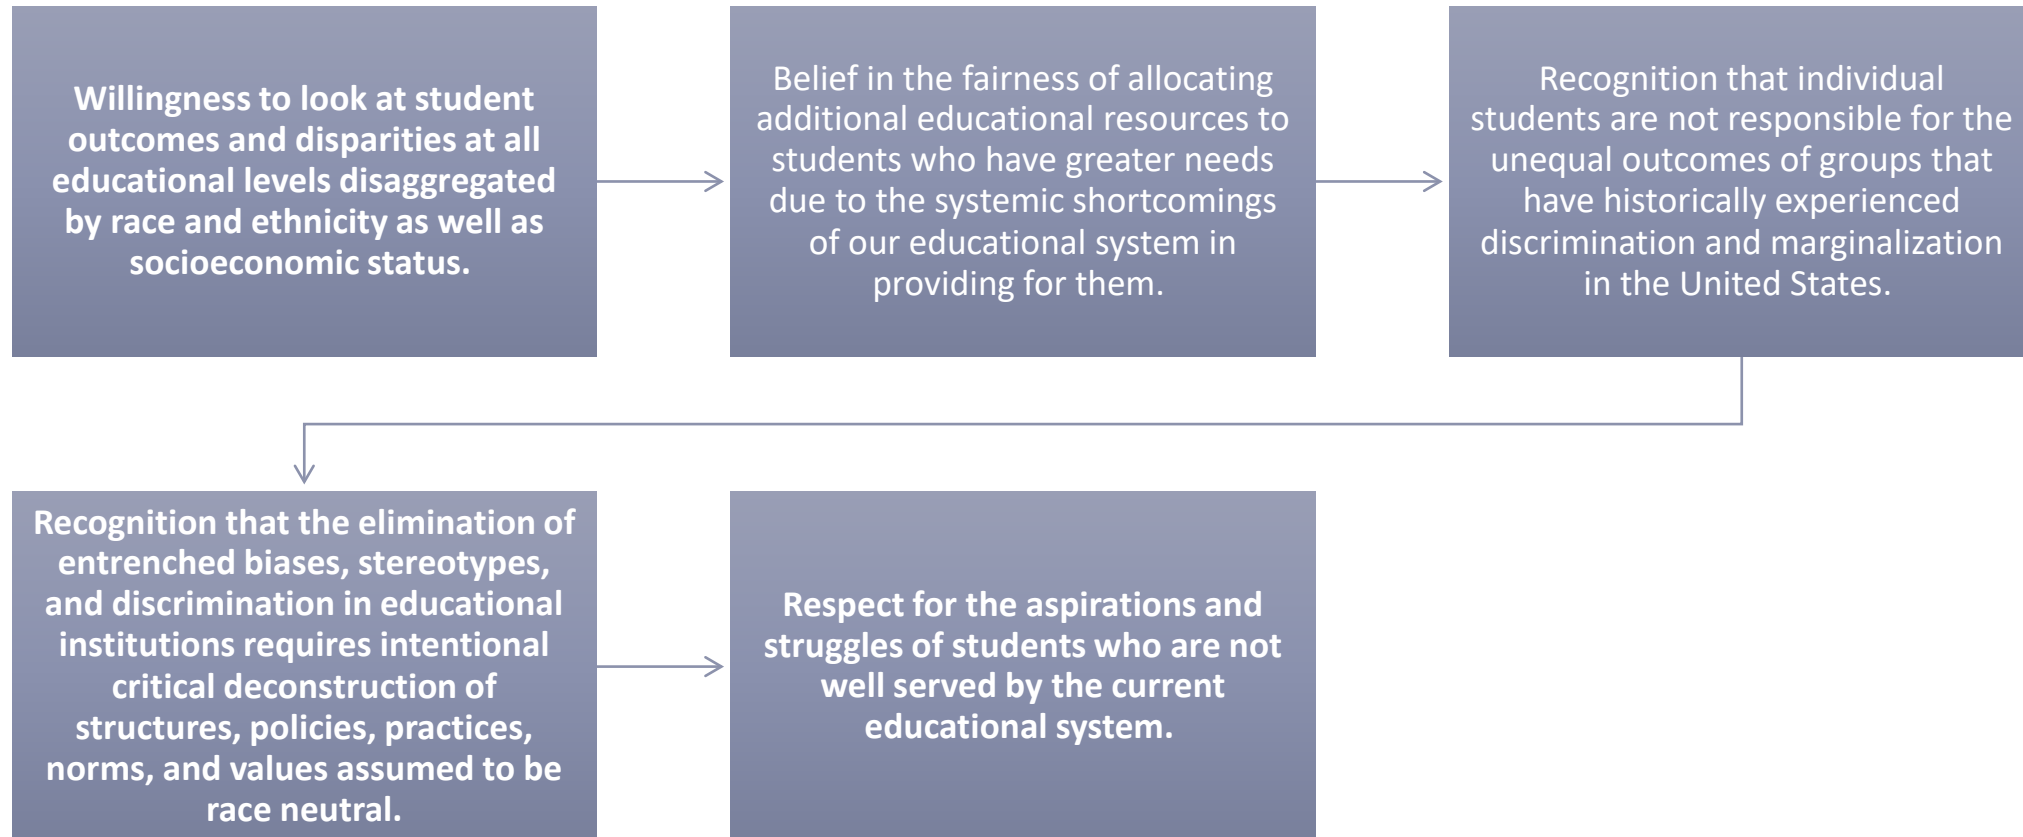 Willingness to look at student
outcomes and disparities at all
educational levels disaggregated
by race and ethnicity as well as
socioeconomic status.
Belief in the fairness of allocating
additional educational resources to
students who have greater needs
due to the systemic shortcomings
of our educational system in
providing for them.
Recognition that individual
students are not responsible for the
unequal outcomes of groups that
have historically experienced
discrimination and marginalization
in the United States.
Recognition that the elimination of
entrenched biases, stereotypes,
and discrimination in educational
institutions requires intentional
critical deconstruction of
structures, policies, practices,
norms, and values assumed to be
race neutral.
Respect for the aspirations and
struggles of students who are not
well served by the current
educational system.